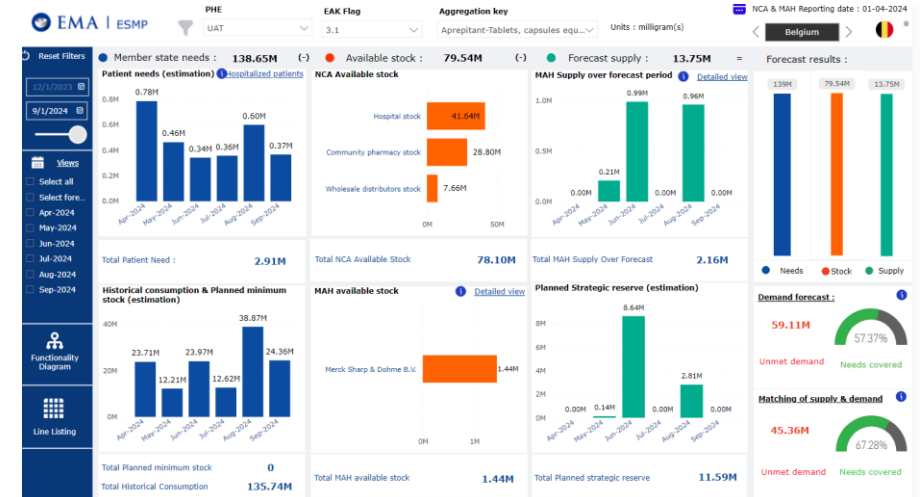 EMA | ESMP
PHE
UAT
EAK Flag
3.1
Aggregation key
Aprepitant-Tablets, capsules equ...
Units : milligram(s)
NCA & MAH Reporting date : 01-04-2024
Belgium
Reset Filters
12/1/2023
9/1/2024
Views
Select all
Select fore...
Apr-2024
May-2024
Jun-2024
Jul-2024
Aug-2024
Sep-2024
Functionality
Diagram
Line Listing
Member state needs : 138.65M (-) Available stock : 79.54M (-) Forecast supply : 13.75M = Forecast results :
Patient needs (estimation) Hospitalized patients
0.8M
0.6M
0.4M
0.2M
0.0M
0.78M
0.46M
0.34M
0.36M
0.60M
0.37M
Apr-2024
May-2024
Jun-2024
Jul-2024
Aug-2024
Sep-2024
Total Patient Need : 2.91M
NCA Available stock
Hospital stock 41.64M
Community pharmacy stock 28.80M
Wholesale distributors stock 7.66M
0M 50M
Total NCA Available Stock 78.10M
MAH Supply over forecast period Detailed view
1.0M
0.5M
0.0M
0.00M
0.21M
0.99M
0.00M
0.96M
0.00M
Apr-2024
May-2024
Jun-2024
Jul-2024
Aug-2024
Sep-2024
Total MAH Supply Over Forecast 2.16M
139M 79.54M 13.75M
Needs Stock Supply
Historical consumption & Planned minimum
stock (estimation)
40M
20M
0M
23.71M
12.21M
23.97M
12.62M
38.87M
24.36M
Apr-2024
May-2024
Jun-2024
Jul-2024
Aug-2024
Sep-2024
Total Planned minimum stock 0
Total Historical Consumption 135.74M
MAH available stock Detailed view
Merck Sharp & Dohme B.V. 1.44M
0M 1M
Total MAH available stock 1.44M
Planned Strategic reserve (estimation)
8M
6M
4M
2M
0M
0.00M
0.14M
8.64M
0.00M
2.81M
0.00M
Apr-2024
May-2024
Jun-2024
Jul-2024
Aug-2024
Sep-2024
Total Planned strategic reserve 11.59M
Demand forecast :
59.11M
57.37%
Unmet demand Needs covered
Matching of supply & demand
45.36M
67.28%
Unmet demand Needs covered